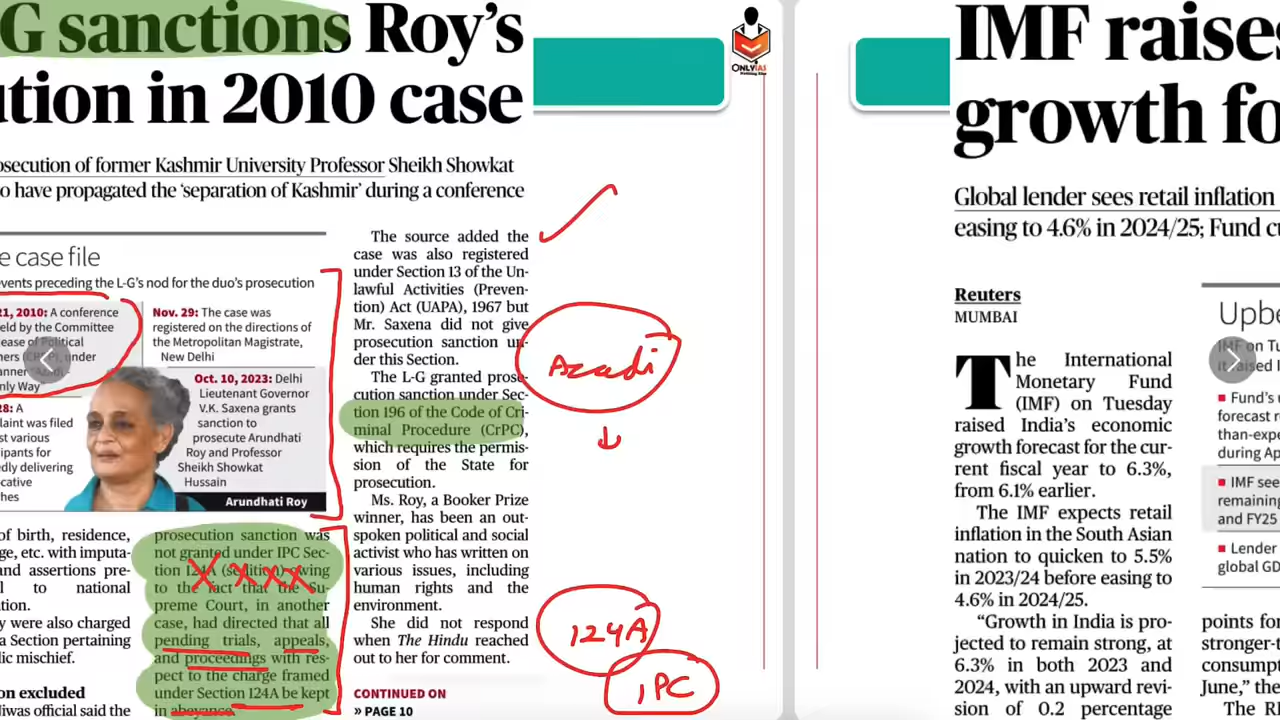 G sanctions Roy’s
ution in 2010 case
osecution of former Kashmir University Professor Sheikh Showkat
o have propagated the ‘separation of Kashmir’ during a conference
e case file
events preceding the L-G’s nod for the duo’s prosecution
21, 2010: A conference
eld by the Committee
ease of Political
ners (CRPP), under
anner “Azadi
nly Way”
28: A
laint was filed
st various
ipants for
edly delivering
ocative
hes
Nov. 29: The case was
registered on the directions of
the Metropolitan Magistrate,
New Delhi
Oct. 10, 2023: Delhi
Lieutenant Governor
V.K. Saxena grants
sanction to
prosecute Arundhati
Roy and Professor
Sheikh Showkat
Hussain
Arundhati Roy
of birth, residence,
ge, etc. with imputa-
and assertions pre-
l to national
ation.
y were also charged
a Section pertaining
lic mischief.
on excluded
Niwas official said the
prosecution sanction was
not granted under IPC Sec-
tion 124A (sedition) owing
to the fact that the Su-
preme Court, in another
case, had directed that all
pending trials, appeals,
and proceedings with res-
pect to the charge framed
under Section 124A be kept
in abeyance.
The source added the
case was also registered
under Section 13 of the Un-
lawful Activities (Preven-
tion) Act (UAPA), 1967 but
Mr. Saxena did not give
prosecution sanction un-
der this Section.
The L-G granted prose-
cution sanction under Sec-
tion 196 of the Code of Cri-
minal Procedure (CrPC),
which requires the permis-
sion of the State for
prosecution.
Ms. Roy, a Booker Prize
winner, has been an out-
spoken political and social
activist who has written on
various issues, including
human rights and the
environment.
She did not respond
when The Hindu reached
out to her for comment.
CONTINUED ON
» PAGE 10
ONLYIAS
Azadi
124A
IPC
IMF raises
growth fo
Global lender sees retail inflation
easing to 4.6% in 2024/25; Fund cu
Reuters
MUMBAI
The International
Monetary Fund
(IMF) on Tuesday
raised India’s economic
growth forecast for the cur-
rent fiscal year to 6.3%,
from 6.1% earlier.
The IMF expects retail
inflation in the South Asian
nation to quicken to 5.5%
in 2023/24 before easing to
4.6% in 2024/25.
“Growth in India is pro-
jected to remain strong, at
6.3% in both 2023 and
2024, with an upward revi-
sion of 0.2 percentage
Upbe
IMF on Tu
it raised I
Fund’s u
forecast r
than-expe
during Ap
IMF see
remaining
and FY25
Lender
global GD
points for
stronger-t
consump
June,” the
The RI